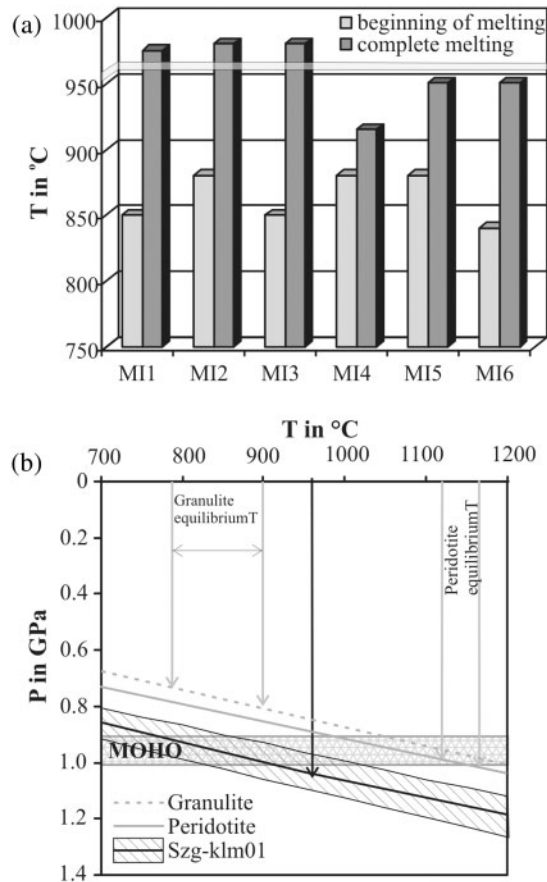 (a)
beginning of melting
complete melting
T in °C
1000
950
900
850
800
750
MI1 MI2 MI3 MI4 MI5 MI6
(b)
T in °C
700 800 900 1000 1100 1200
P in GPa
0
0.2
0.4
0.6
0.8
1.0
1.2
1.4
Granulite
equilibriumT
Peridotite
equilibriumT
MOHO
Granulite
Peridotite
Szg-klm01